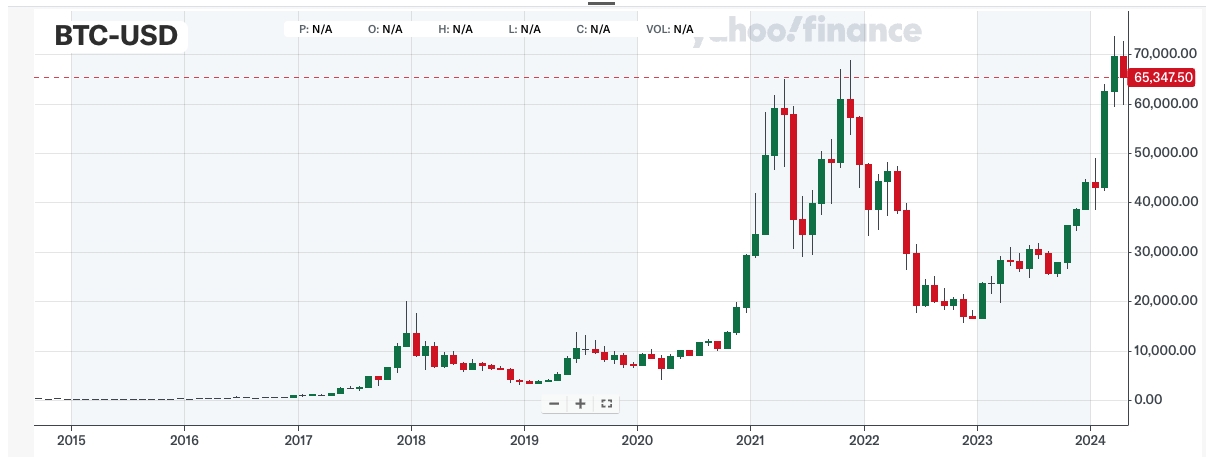 BTC-USD
P: N/A O: N/A H: N/A L: N/A C: N/A VOL: N/A
yahoo!finance
70,000.00
65,347.50
60,000.00
50,000.00
40,000.00
30,000.00
20,000.00
10,000.00
0.00
2015 2016 2017 2018 2019 2020 2021 2022 2023 2024